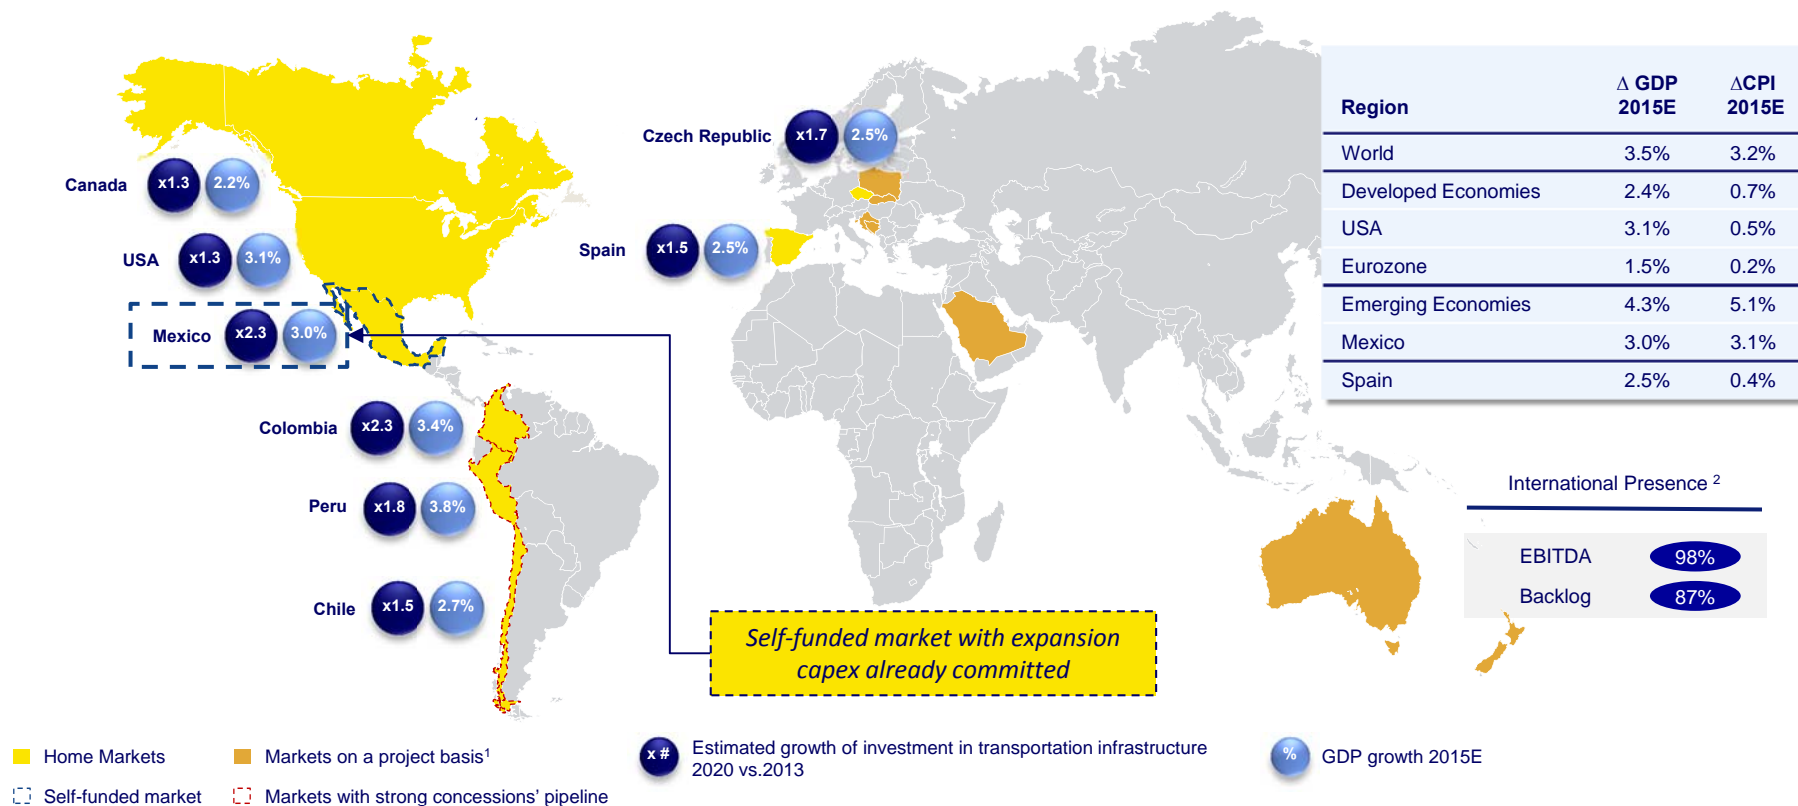 Canada x1.3 2.2%
USA x1.3 3.1%
Mexico x2.3 3.0%
Colombia x2.3 3.4%
Peru x1.8 3.8%
Chile x1.5 2.7%
Czech Republic x1.7 2.5%
Spain x1.5 2.5%
Region ∆ GDP 2015E ∆CPI 2015E
World 3.5% 3.2%
Developed Economies 2.4% 0.7%
USA 3.1% 0.5%
Eurozone 1.5% 0.2%
Emerging Economies 4.3% 5.1%
Mexico 3.0% 3.1%
Spain 2.5% 0.4%
International Presence 2
EBITDA 98%
Backlog 87%
Self-funded market with expansion
capex already committed
Home Markets
Markets on a project basis1
Self-funded market
Markets with strong concessions' pipeline
x # Estimated growth of investment in transportation infrastructure
2020 vs.2013
% GDP growth 2015E